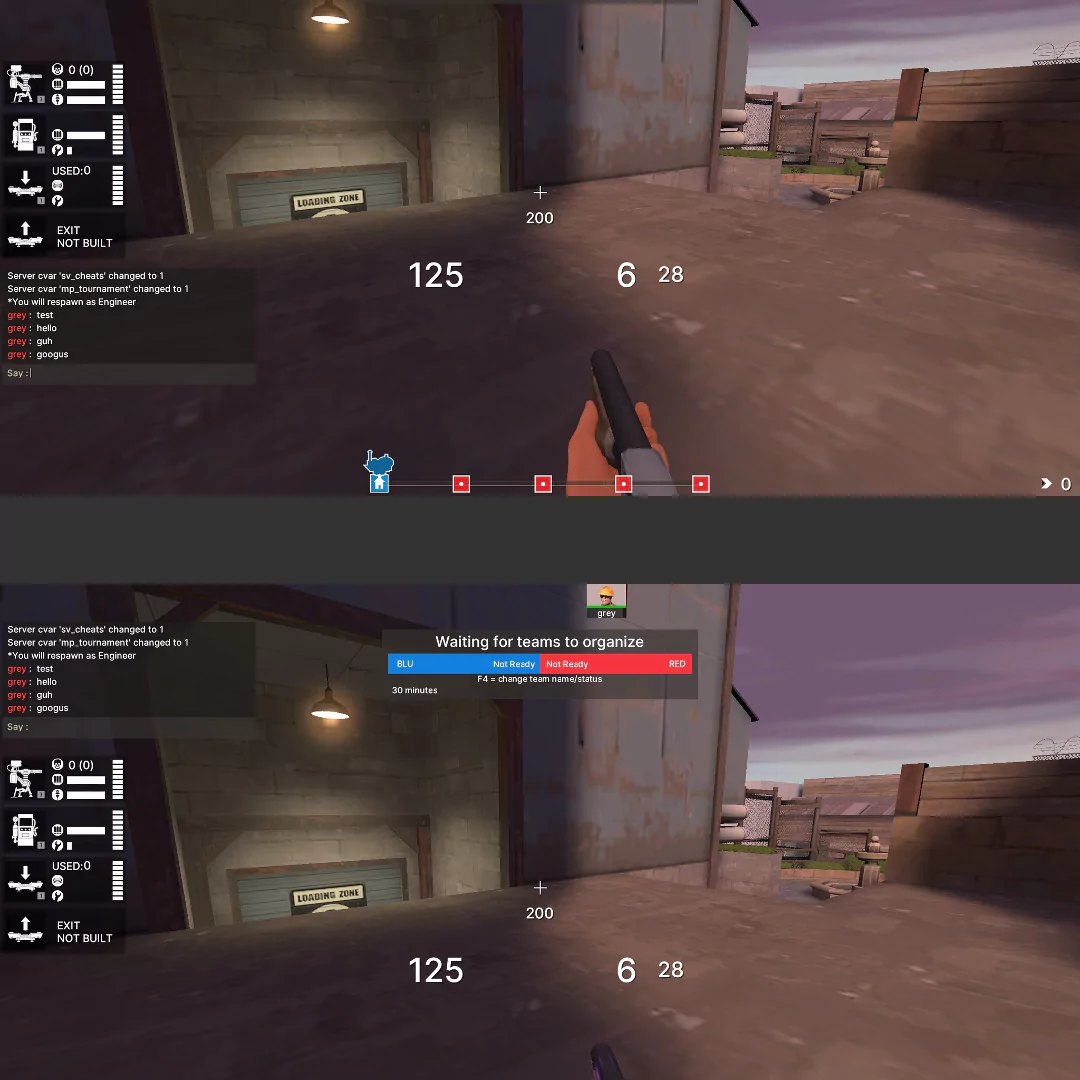 0 (0)
USED:0
EXIT
NOT BUILT
LOADING ZONE
200
125
6 28
Server cvar 'sv_cheats' changed to 1
Server cvar 'mp_tournament' changed to 1
*You will respawn as Engineer
grey : test
grey : hello
grey : guh
grey : googus
Say :
0
grey
Server cvar 'sv_cheats' changed to 1
Server cvar 'mp_tournament' changed to 1
*You will respawn as Engineer
grey : test
grey : hello
grey : guh
grey : googus
Say :
Waiting for teams to organize
BLU Not Ready Not Ready RED
F4 = change team name/status
30 minutes
0 (0)
USED:0
EXIT
NOT BUILT
LOADING ZONE
200
125
6 28